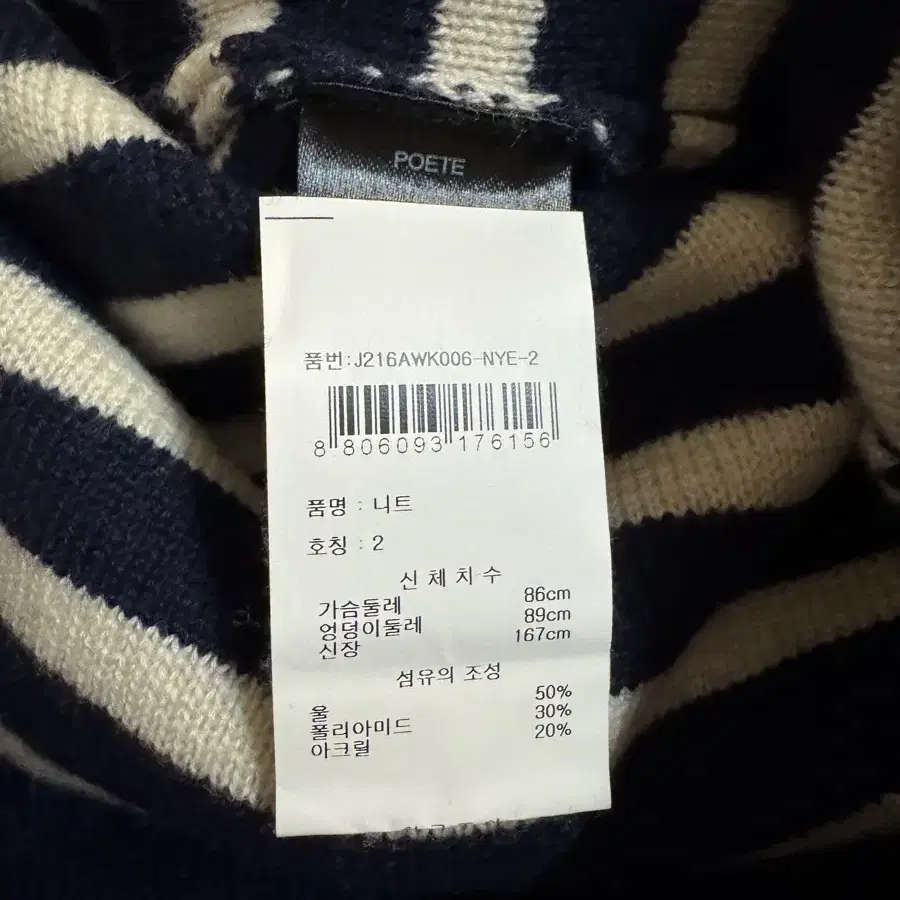 POETE
품번:J216AWK006-NYE-2
8 806093 176156
품명 : 니트
호칭 : 2
신체치수
가슴둘레 86cm
엉덩이둘레 89cm
신장 167cm
섬유의 조성
울 50%
폴리아미드 30%
아크릴 20%